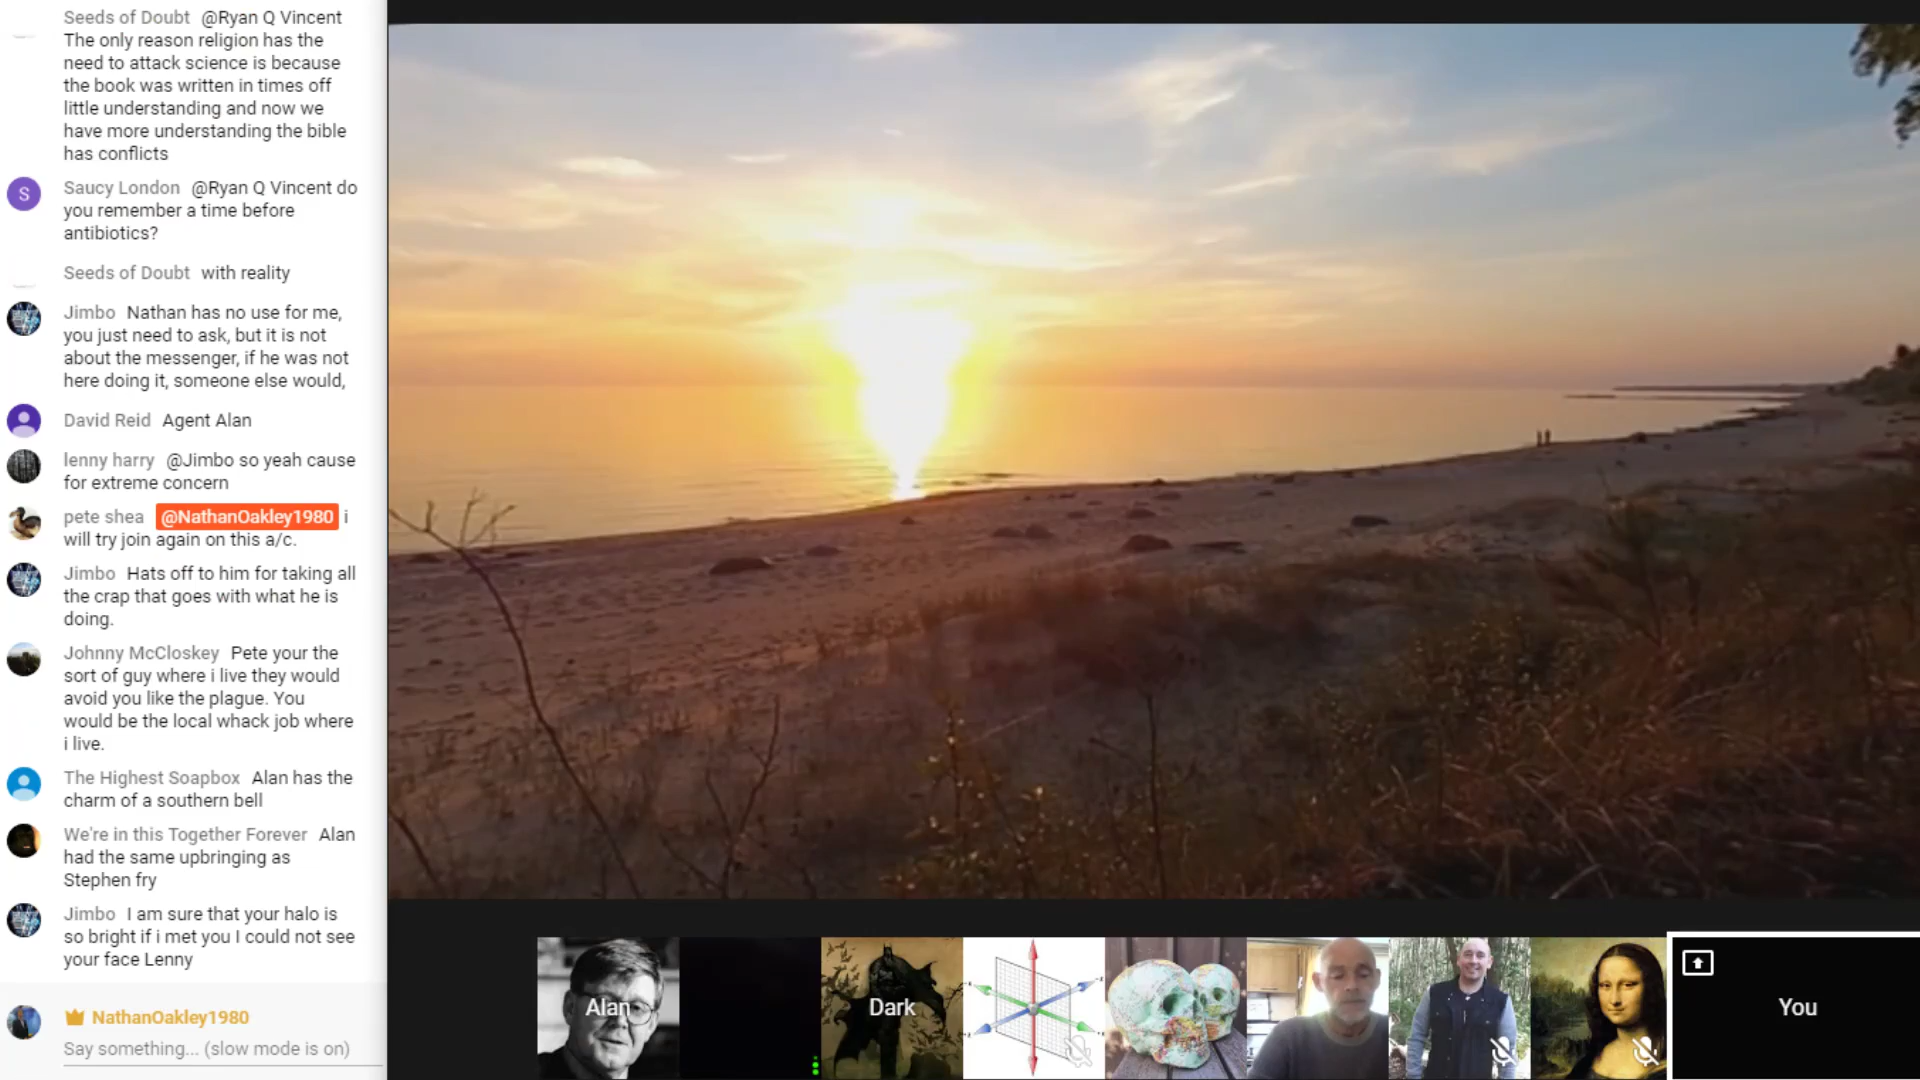 Seeds of Doubt @Ryan Q Vincent
The only reason religion has the
need to attack science is because
the book was written in times off
little understanding and now we
have more understanding the bible
has conflicts
S
Saucy London @Ryan Q Vincent do
you remember a time before
antibiotics?
Seeds of Doubt with reality
Jimbo Nathan has no use for me,
you just need to ask, but it is not
about the messenger, if he was not
here doing it, someone else would,
David Reid Agent Alan
lenny harry @Jimbo so yeah cause
for extreme concern
pete shea @NathanOakley1980 i
will try join again on this a/c.
Jimbo Hats off to him for taking all
the crap that goes with what he is
doing.
Johnny McCloskey Pete your the
sort of guy where i live they would
avoid you like the plague. You
would be the local whack job where
i live.
The Highest Soapbox Alan has the
charm of a southern bell
We're in this Together Forever Alan
had the same upbringing as
Stephen fry
Jimbo I am sure that your halo is
so bright if i met you I could not see
your face Lenny
NathanOakley1980
Say something... (slow mode is on)
Alan
Dark
You